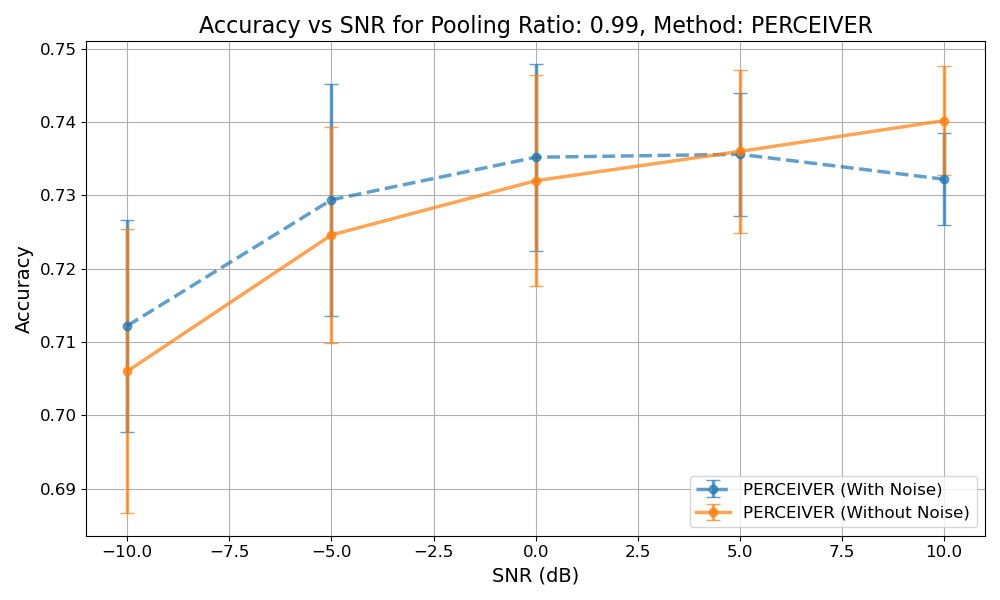 Accuracy vs SNR for Pooling Ratio: 0.99, Method: PERCEIVER
0.75
0.74
0.73
0.72
0.71
0.70
0.69
Accuracy
−10.0 −7.5 −5.0 −2.5 0.0 2.5 5.0 7.5 10.0
SNR (dB)
PERCEIVER (With Noise)
PERCEIVER (Without Noise)